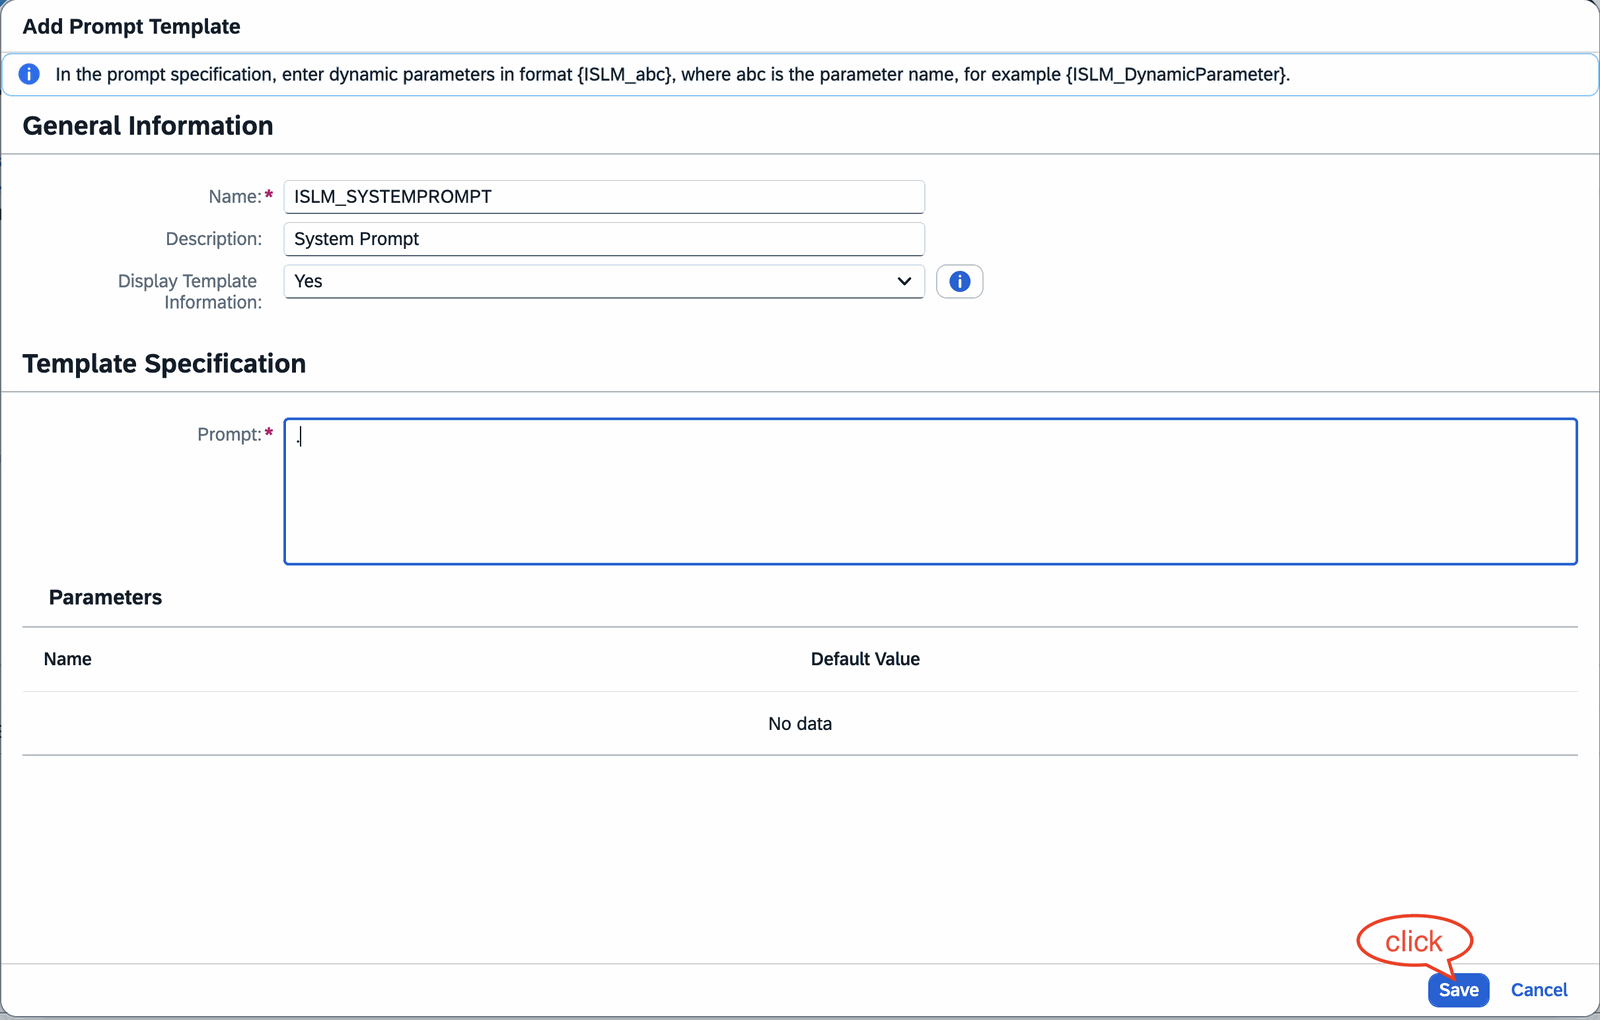 Add Prompt Template
In the prompt specification, enter dynamic parameters in format {ISLM_abc}, where abc is the parameter name, for example {ISLM_DynamicParameter}.
General Information
Name:* ISLM_SYSTEMPROMPT
Description: System Prompt
Display Template Information: Yes
Template Specification
Prompt:* .
Parameters
Name Default Value
No data
click
Save Cancel